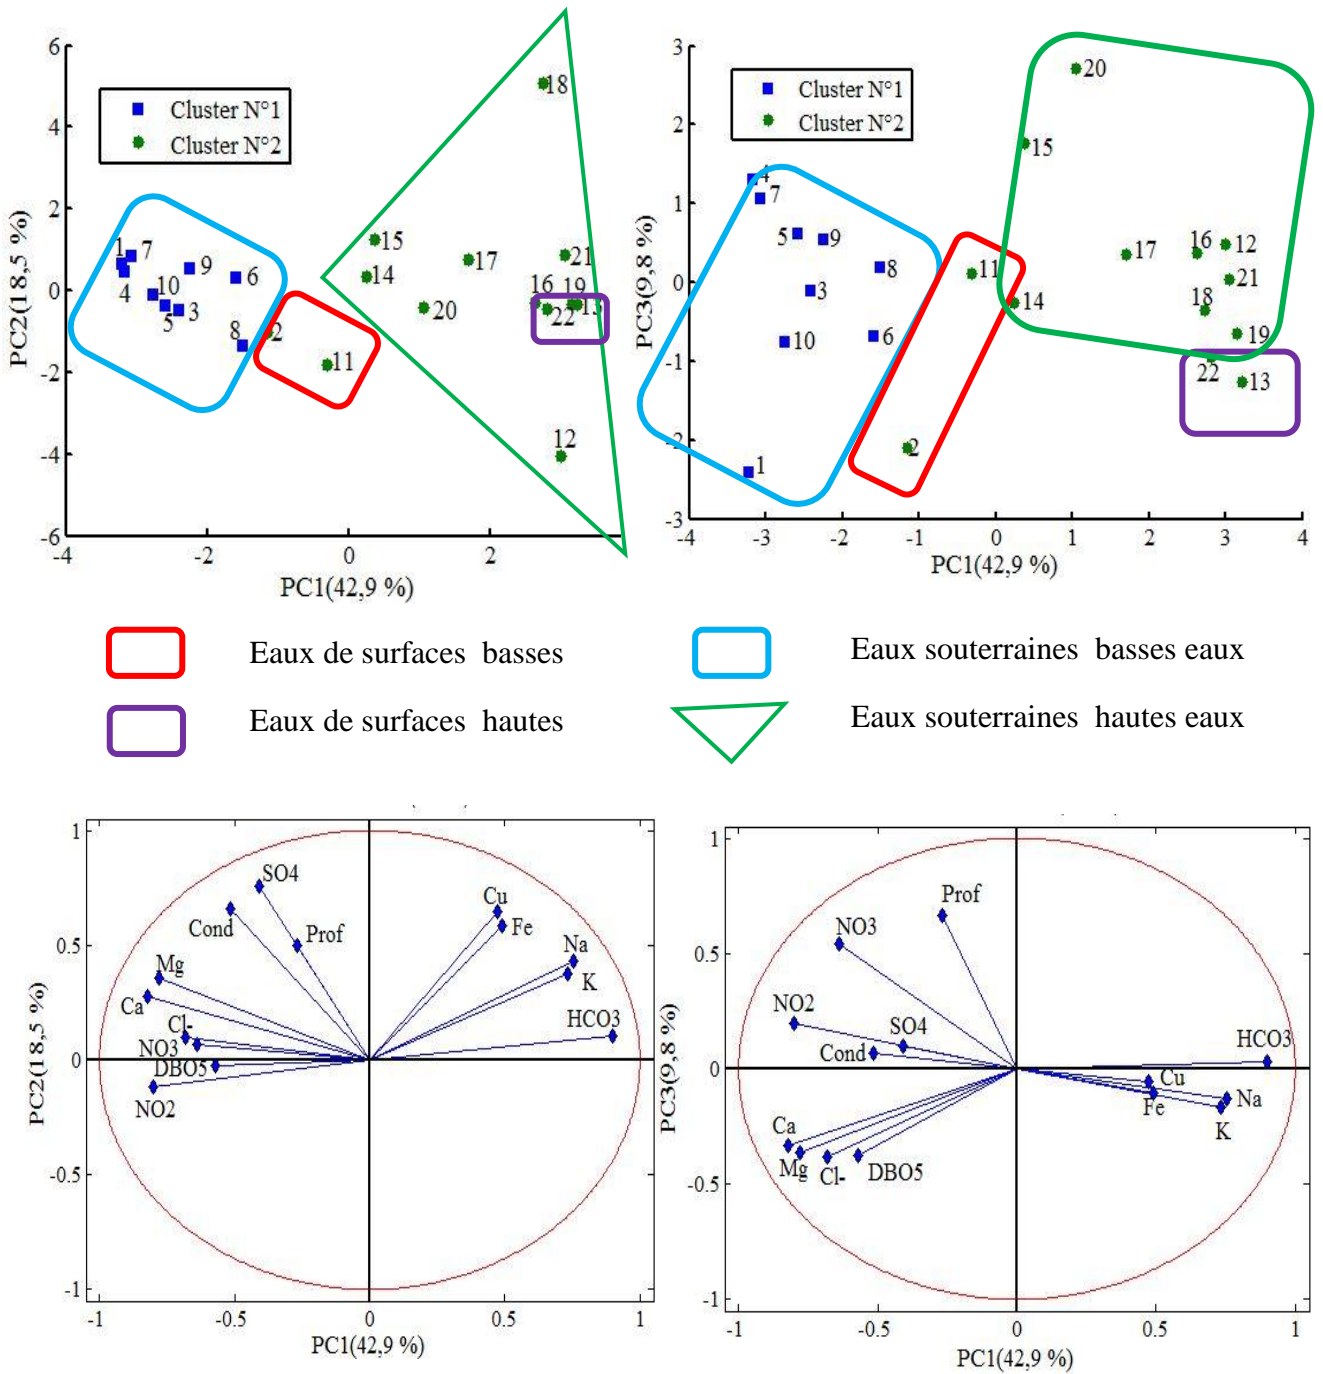 PC2(18,5 %)
6
4
2
0
-2
-4
-6
Cluster N°1
Cluster N°2
18
15
14
17
21
20
16
19
13
22
12
1
7
4
9
6
10
5
3
8
2
11
-4
-2
0
2
PC1(42,9 %)
PC3(9,8 %)
3
2
1
0
-1
-2
-3
Cluster N°1
Cluster N°2
20
15
4
7
5
9
8
3
10
6
1
11
14
2
17
16
12
21
18
19
22
13
-4
-3
-2
-1
0
1
2
3
4
PC1(42,9 %)
Eaux de surfaces basses
Eaux souterraines basses eaux
Eaux de surfaces hautes
Eaux souterraines hautes eaux
PC2(18,5 %)
1
0.5
0
-0.5
-1
SO4
Cond
Prof
Mg
Ca
Cl-
NO3
DBO5
NO2
Cu
Fe
Na
K
HCO3
-1
-0.5
0
0.5
1
PC1(42,9 %)
PC3(9,8 %)
1
0.5
0
-0.5
-1
Prof
NO3
NO2
SO4
Cond
HCO3
Cu
Fe
Na
K
Ca
Mg
Cl-
DBO5
-1
-0.5
0
0.5
1
PC1(42,9 %)